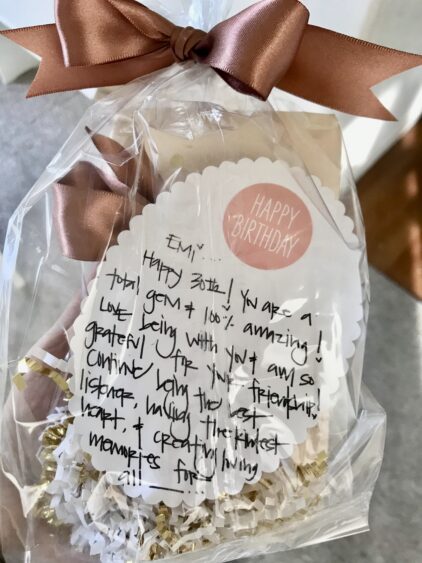 HAPPY
BIRTHDAY
EMi...
Happy 30th! You are a
total gem & 100% amazing!
LOVE being with you & am so
grateful for your friendship!
Continue being the best
listener, having the kindest
heart, & creating living
memories for
all...